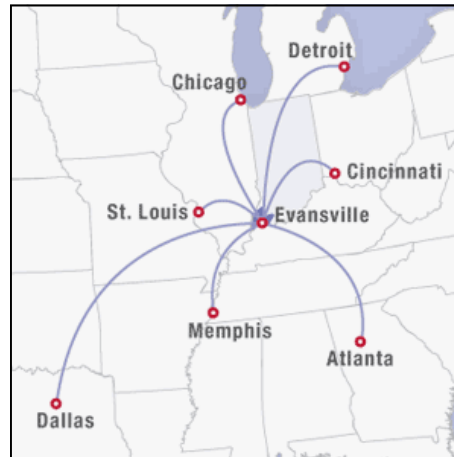 Detroit
Chicago
Cincinnati
St. Louis
Evansville
Memphis
Atlanta
Dallas